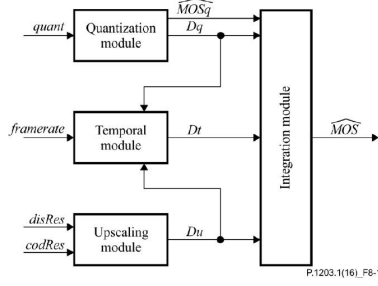 MOSq
quant
Quantization
module
Dq
framerate
Temporal
module
Dt
Integration module
MOS
disRes
codRes
Upscaling
module
Du
P.1203.1(16)_F8-1